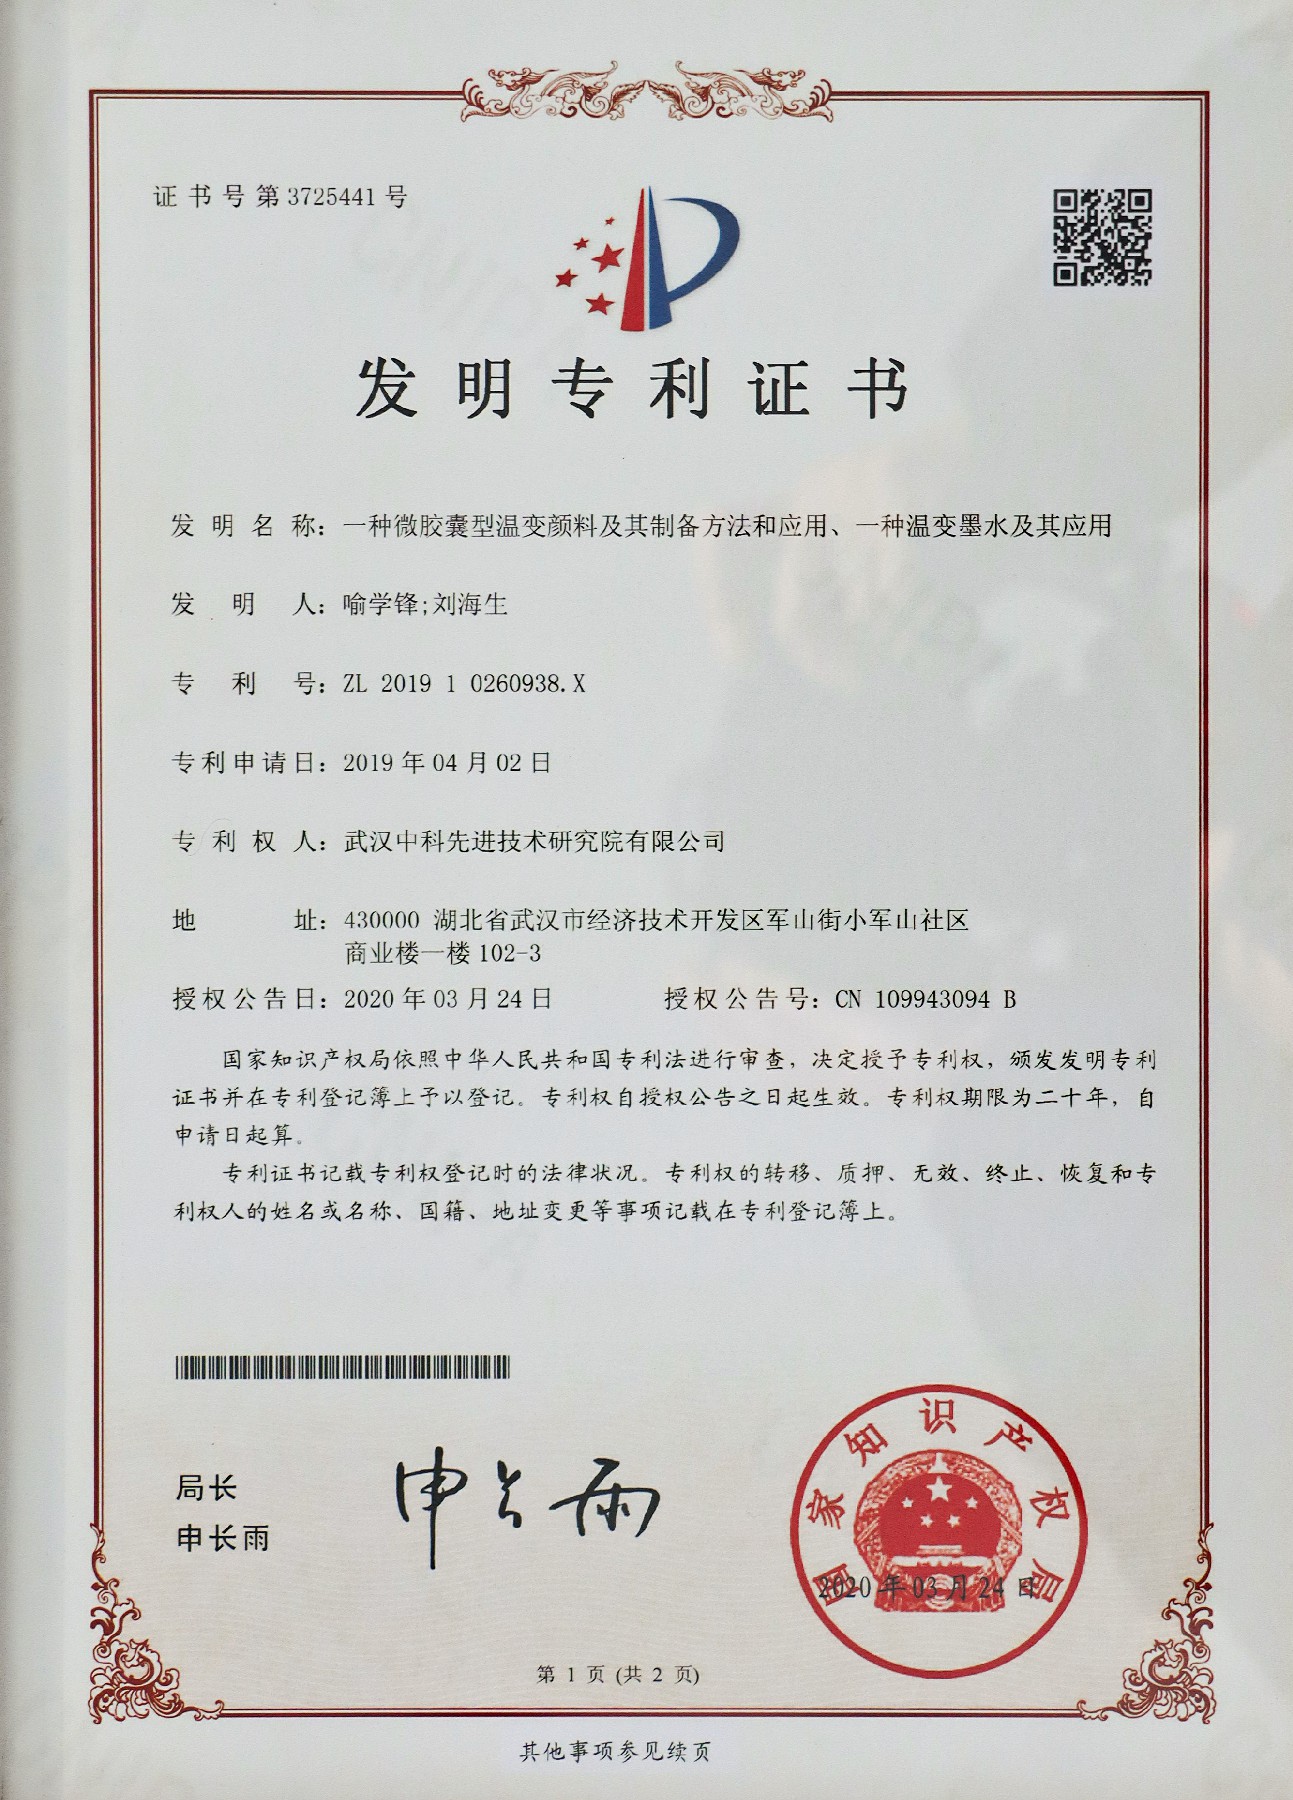 证书号第3725441号
发明专利证书
发明名称：一种微胶囊型温变颜料及其制备方法和应用、一种温变墨水及其应用
发明人：喻学锋;刘海生
专利号：ZL 2019 1 0260938.X
专利申请日：2019年04月02日
专利权人：武汉中科先进技术研究院有限公司
地址：430000 湖北省武汉市经济技术开发区军山街小军山社区
商业楼一楼102-3
授权公告日：2020年03月24日 授权公告号：CN 109943094 B
国家知识产权局依照中华人民共和国专利法进行审查，决定授予专利权，颁发发明专利
证书并在专利登记簿上予以登记。专利权自授权公告之日起生效。专利权期限为二十年，自
申请日起算。
专利证书记载专利权登记时的法律状况。专利权的转移、质押、无效、终止、恢复和专
利权人的姓名或名称、国籍、地址变更等事项记载在专利登记簿上。
局长
申长雨
申长雨
国家知识产权局
2020年03月24日
第 1 页 (共 2 页)
其他事项参见续页